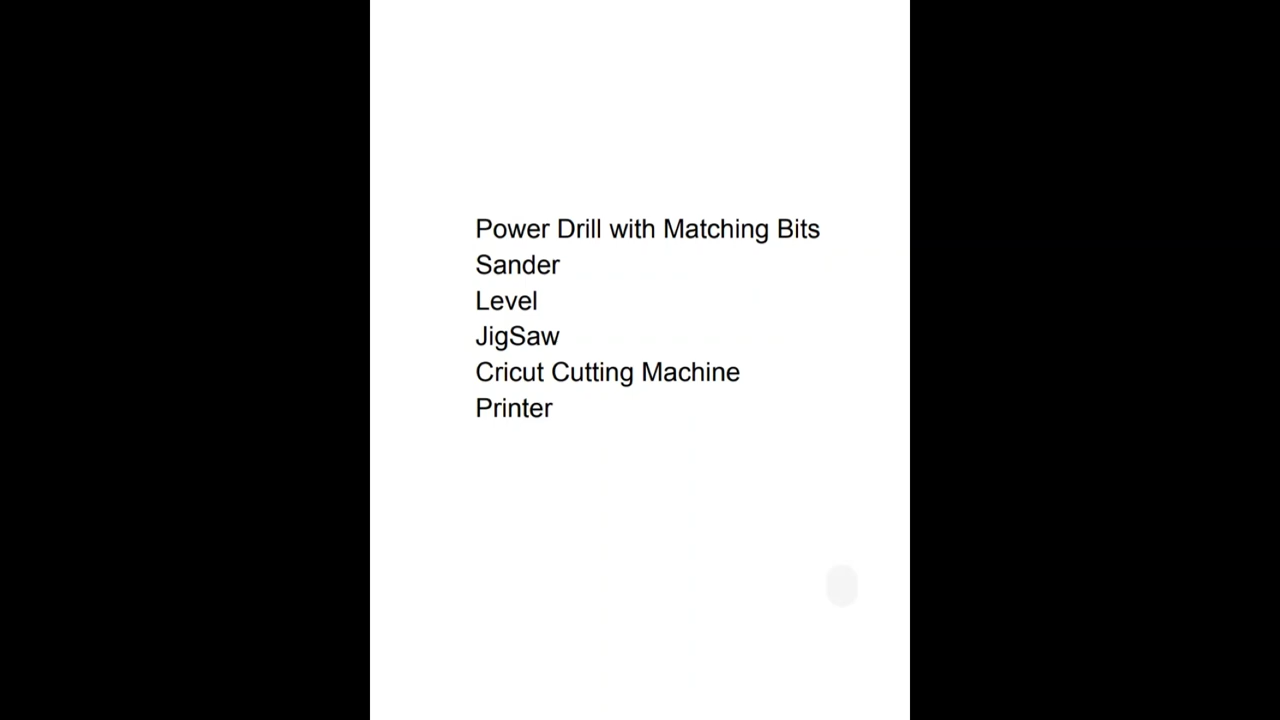 Power Drill with Matching Bits
Sander
Level
JigSaw
Cricut Cutting Machine
Printer